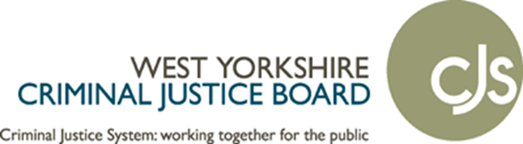 WEST YORKSHIRE
CRIMINAL JUSTICE BOARD
cJs
Criminal Justice System: working together for the public